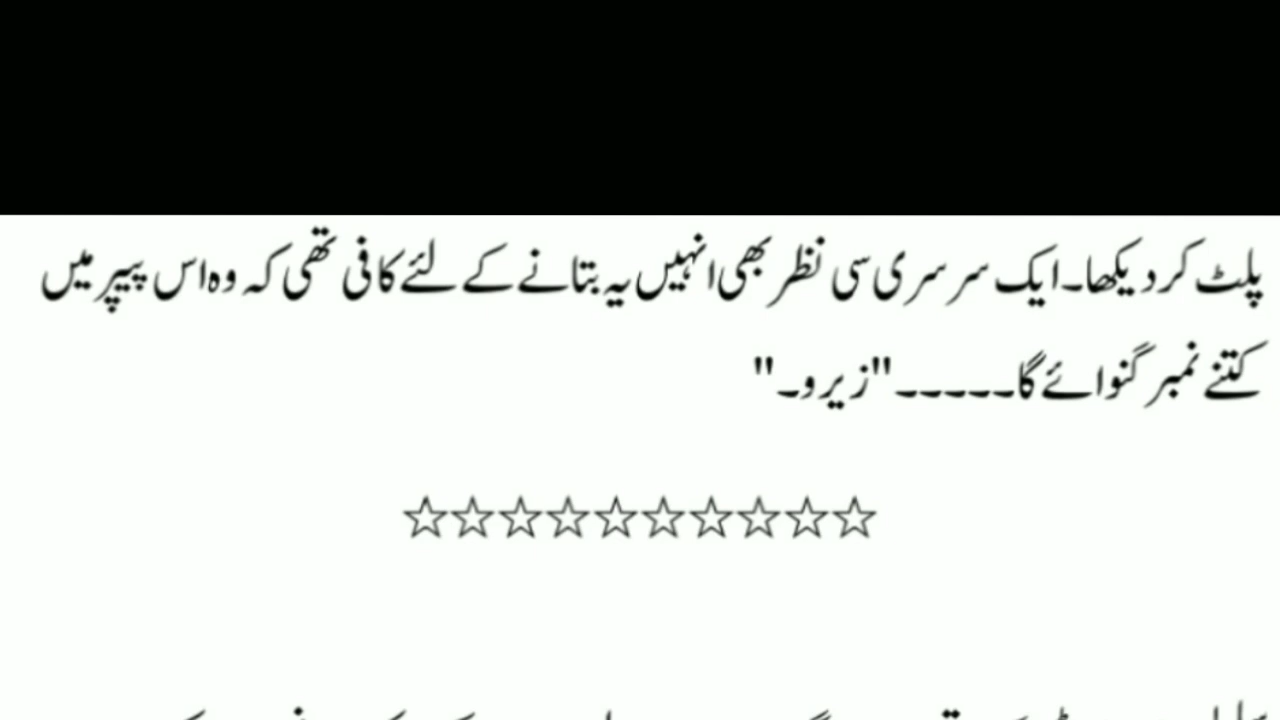 پلٹ کر دیکھا۔ایک سرسری سی نظر بھی انہیں یہ بتانے کے لئے کافی تھی کہ وہ اس پیپر میں
کتنے نمبر گنوائے گا۔۔۔۔۔"زیرو۔"
☆☆☆☆☆☆☆☆☆☆